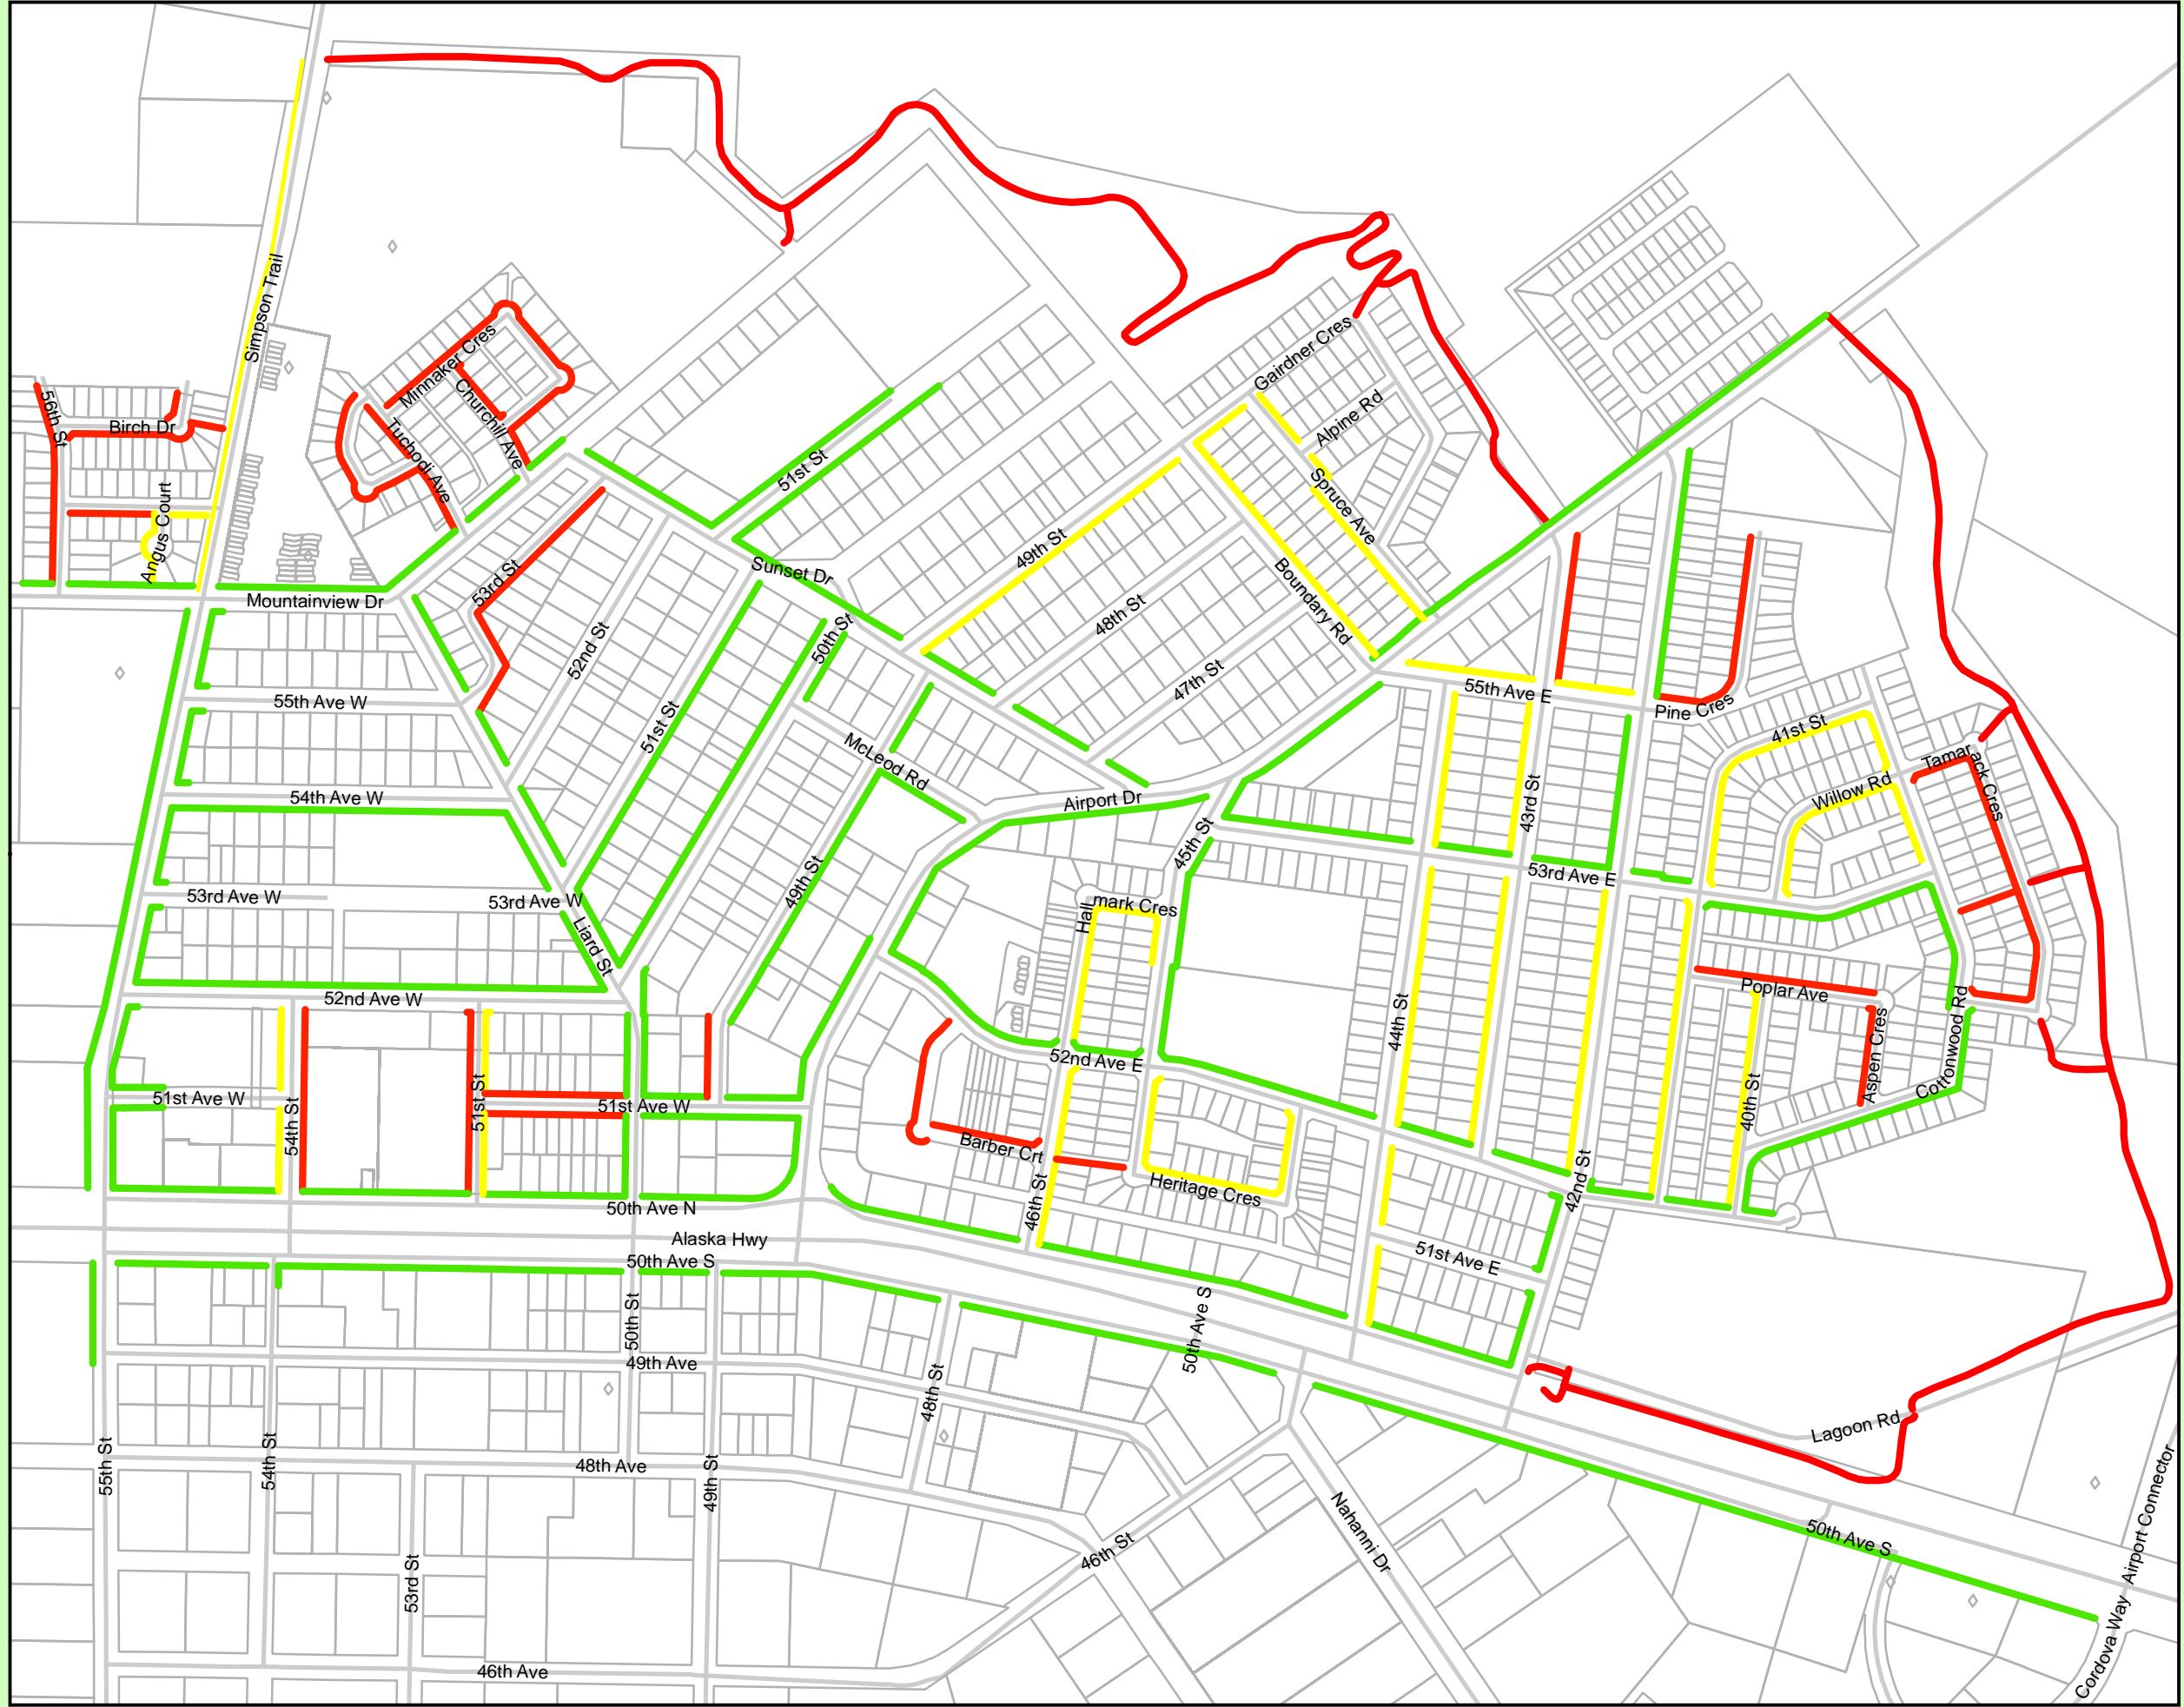 Simpson Trail
Minnaker Cres
Gairdner Cres
56th St
Birch Dr
Churchill Ave
Tuchodi Ave
Alpine Rd
51st St
Angus Court
Spruce Ave
49th St
53rd St
Sunset Dr
Mountainview Dr
48th St
Boundary Rd
50th St
52nd St
47th St
55th Ave W
55th Ave E
Pine Cres
51st St
41st St
McLeod Rd
Tamarack Cres
54th Ave W
Airport Dr
43rd St
Willow Rd
45th St
49th St
53rd Ave E
53rd Ave W
53rd Ave W
Hallmark Cres
Liard St
52nd Ave W
Poplar Ave
44th St
Cottonwood Rd
52nd Ave E
Aspen Cres
51st Ave W
51st St
51st Ave W
54th St
40th St
Barber Crt
46th St
Heritage Cres
42nd St
50th Ave N
Alaska Hwy
50th Ave S
51st Ave E
50th St
50th Ave S
49th Ave
48th St
Lagoon Rd
55th St
54th St
48th Ave
49th St
Nahanni Dr
46th St
50th Ave S
Airport Connector
53rd St
Cordova Way
46th Ave